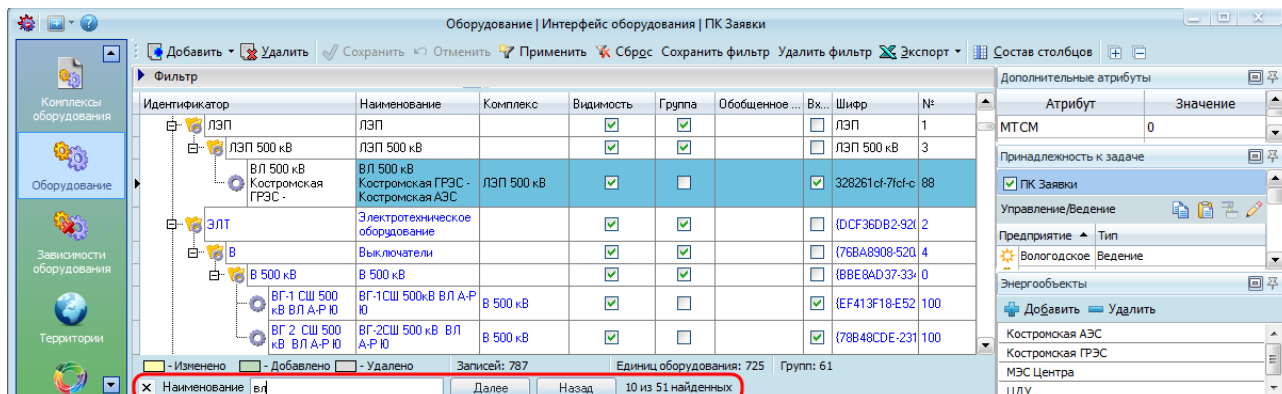 Оборудование | Интерфейс оборудования | ПК Заявки
Добавить Удалить Сохранить Отменить Применить Сброс Сохранить фильтр Удалить фильтр Экспорт Состав столбцов
Фильтр
Комплексы
оборудования
Оборудование
Зависимости
оборудования
Территории
Идентификатор Наименование Комплекс Видимость Группа Обобщенное ... Вх... Шифр №
ЛЭП ЛЭП ЛЭП 1
ЛЭП 500 кВ ЛЭП 500 кВ ЛЭП 500 кВ 3
ВЛ 500 кВ
Костромская
ГРЭС -
ВЛ 500 кВ
Костромская ГРЭС -
Костромская АЭС
ЛЭП 500 кВ 328261cf-7fcf-c 88
ЭЛТ Электротехническое
оборудование
{DCF36DB2-92( 2
В Выключатели {76BA8908-520, 4
В 500 кВ В 500 кВ {BBE8AD37-334 0
ВГ-1 СШ 500
кВ ВЛ А-Р Ю
ВГ-1СШ 500кВ ВЛ А-Р
Ю
В 500 кВ {EF413F18-E52 100
ВГ 2 СШ 500
кВ ВЛ А-Р Ю
ВГ-2СШ 500 кВ ВЛ
А-Р Ю
В 500 кВ {78B48CDE-231 100
- Изменено - Добавлено - Удалено Записей: 787 Единиц оборудования: 725 Групп: 61
Наименование вл Далее Назад 10 из 51 найденных
Дополнительные атрибуты
Атрибут Значение
МТСМ 0
Принадлежность к задаче
ПК Заявки
Управление/Ведение
Предприятие Тип
Вологодское Ведение
Энергообъекты
Добавить Удалить
Костромская АЭС
Костромская ГРЭС
МЭС Центра
ЦДУ